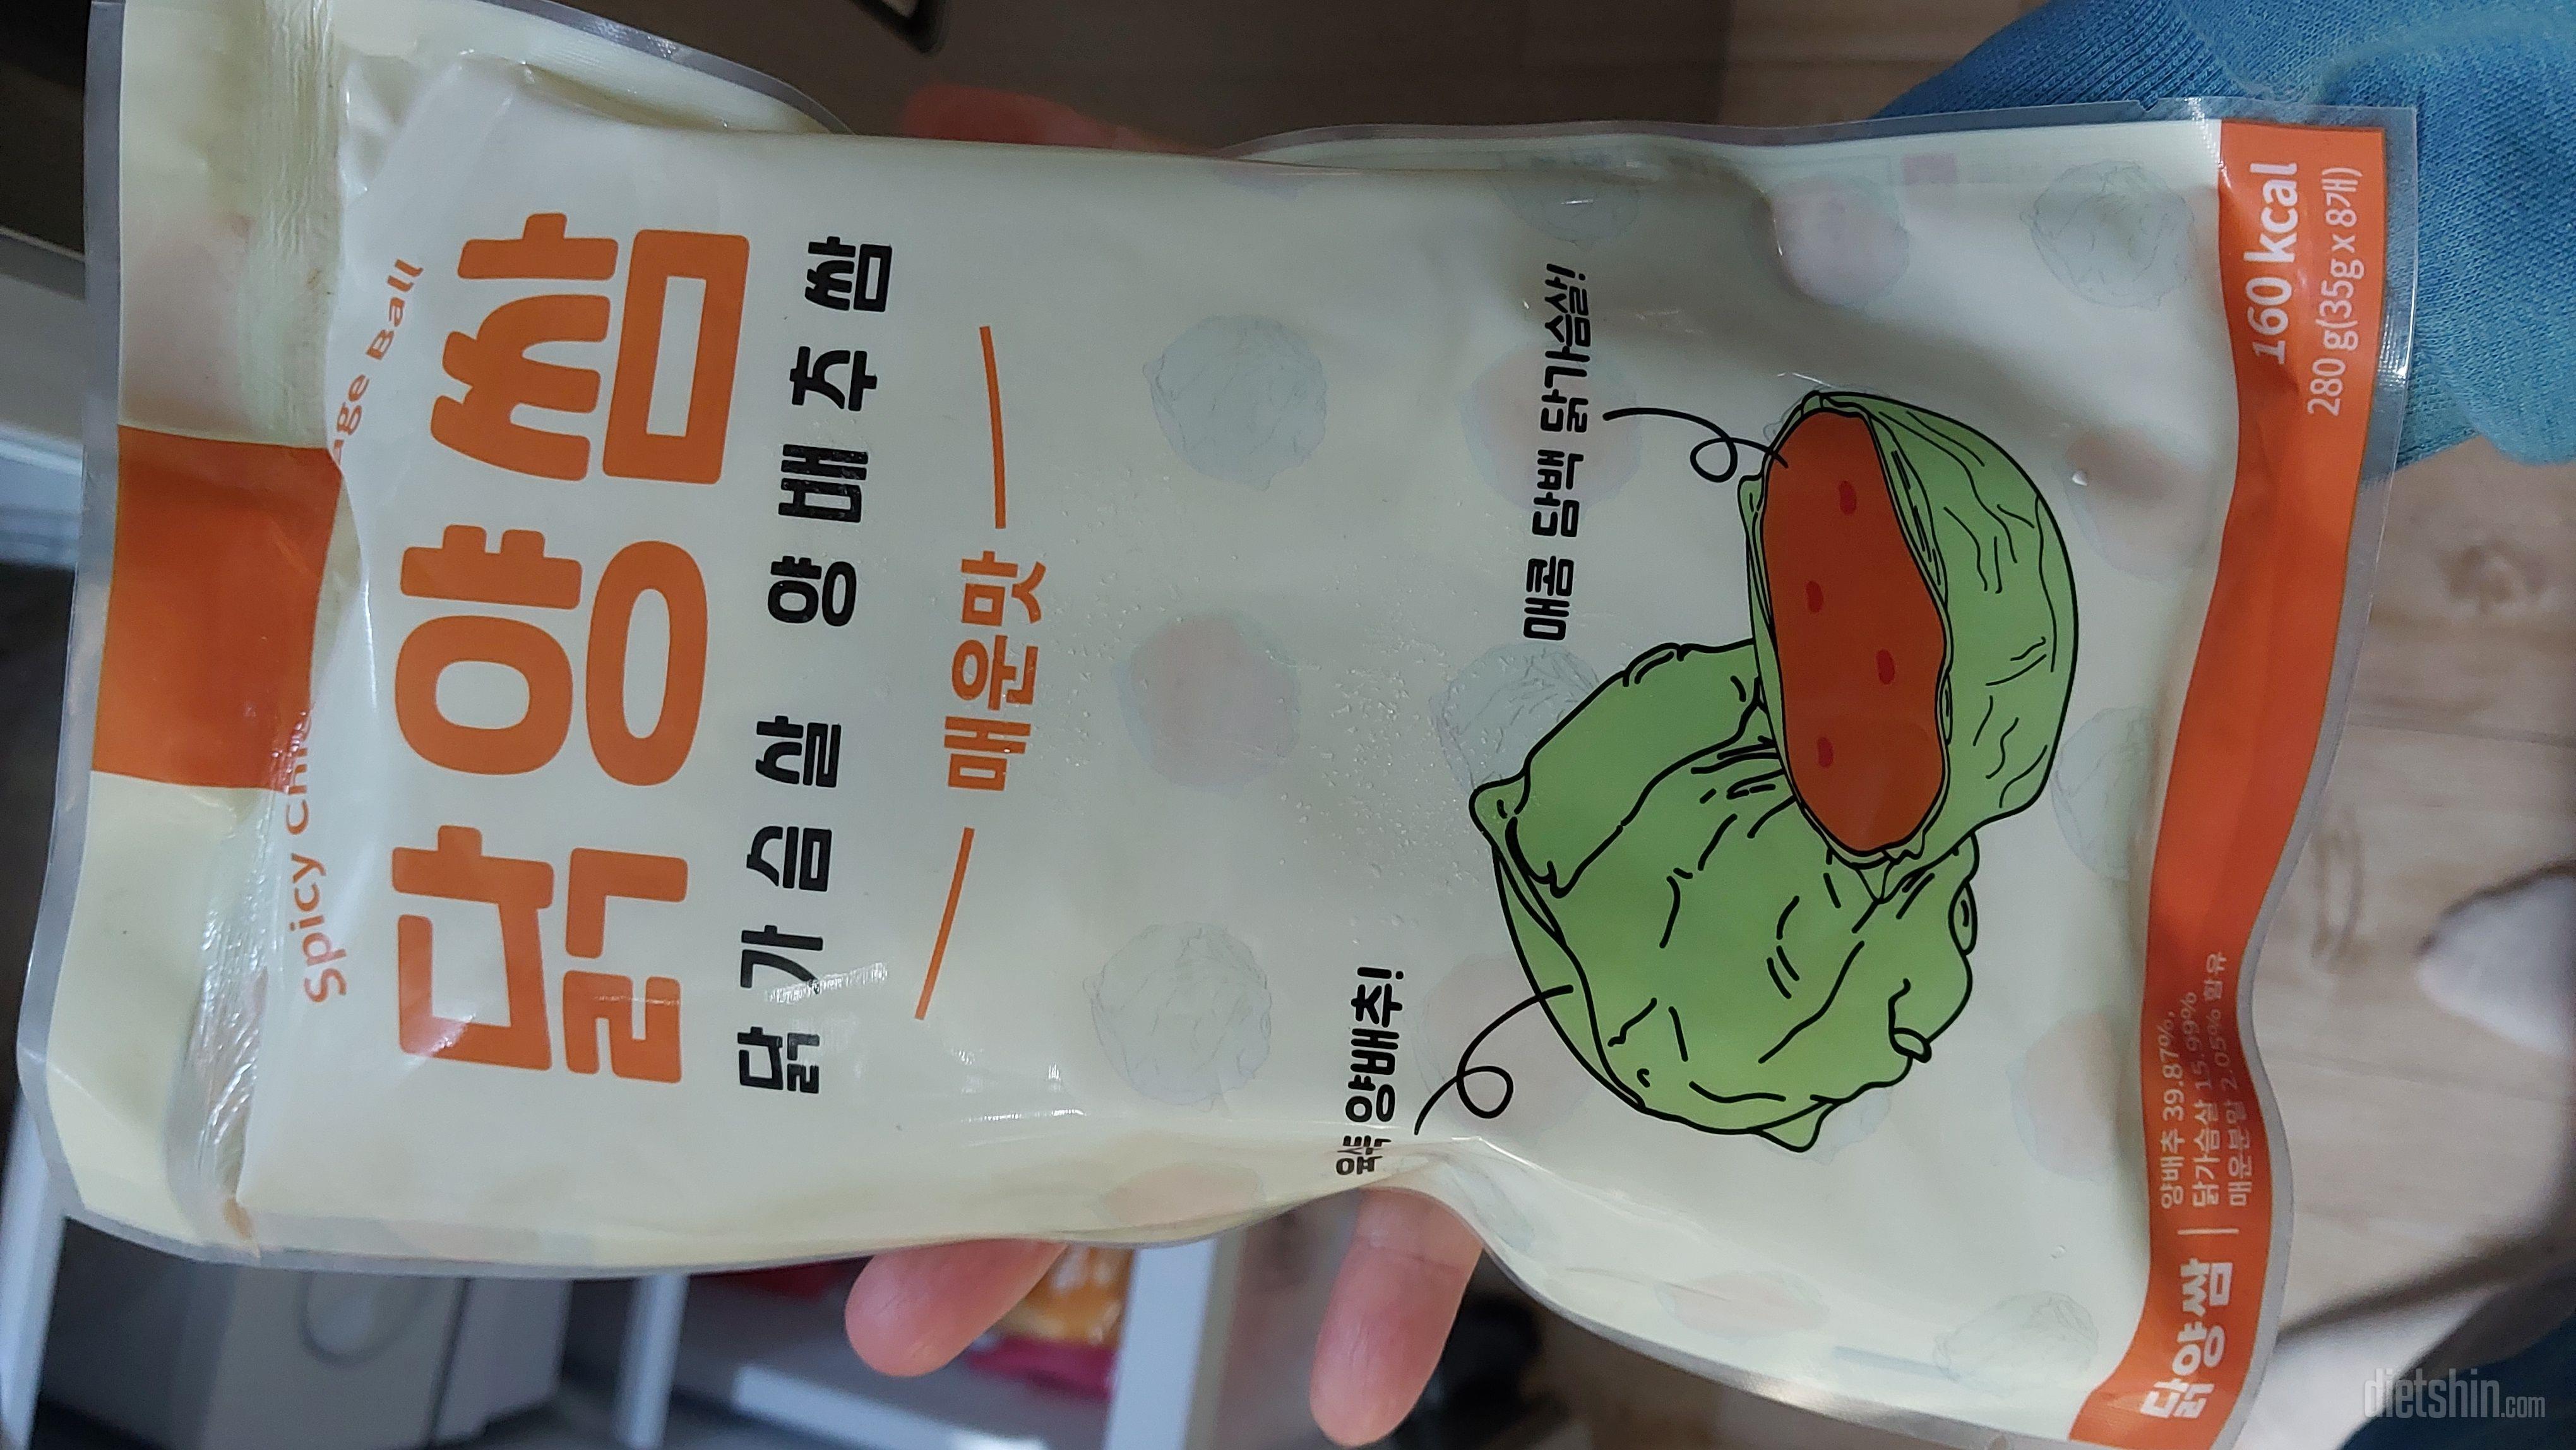 Spicy
age Ball
닭양쌈
닭가슴살 양배추쌈
매운맛
매콤 담백 닭가슴살!
양배추!
닭양쌈
양배추 39.87%,
닭가슴살 15.99%
매운분말 2.05% 함유
160 kcal
280 g(35g x 8개)
dietshin.com